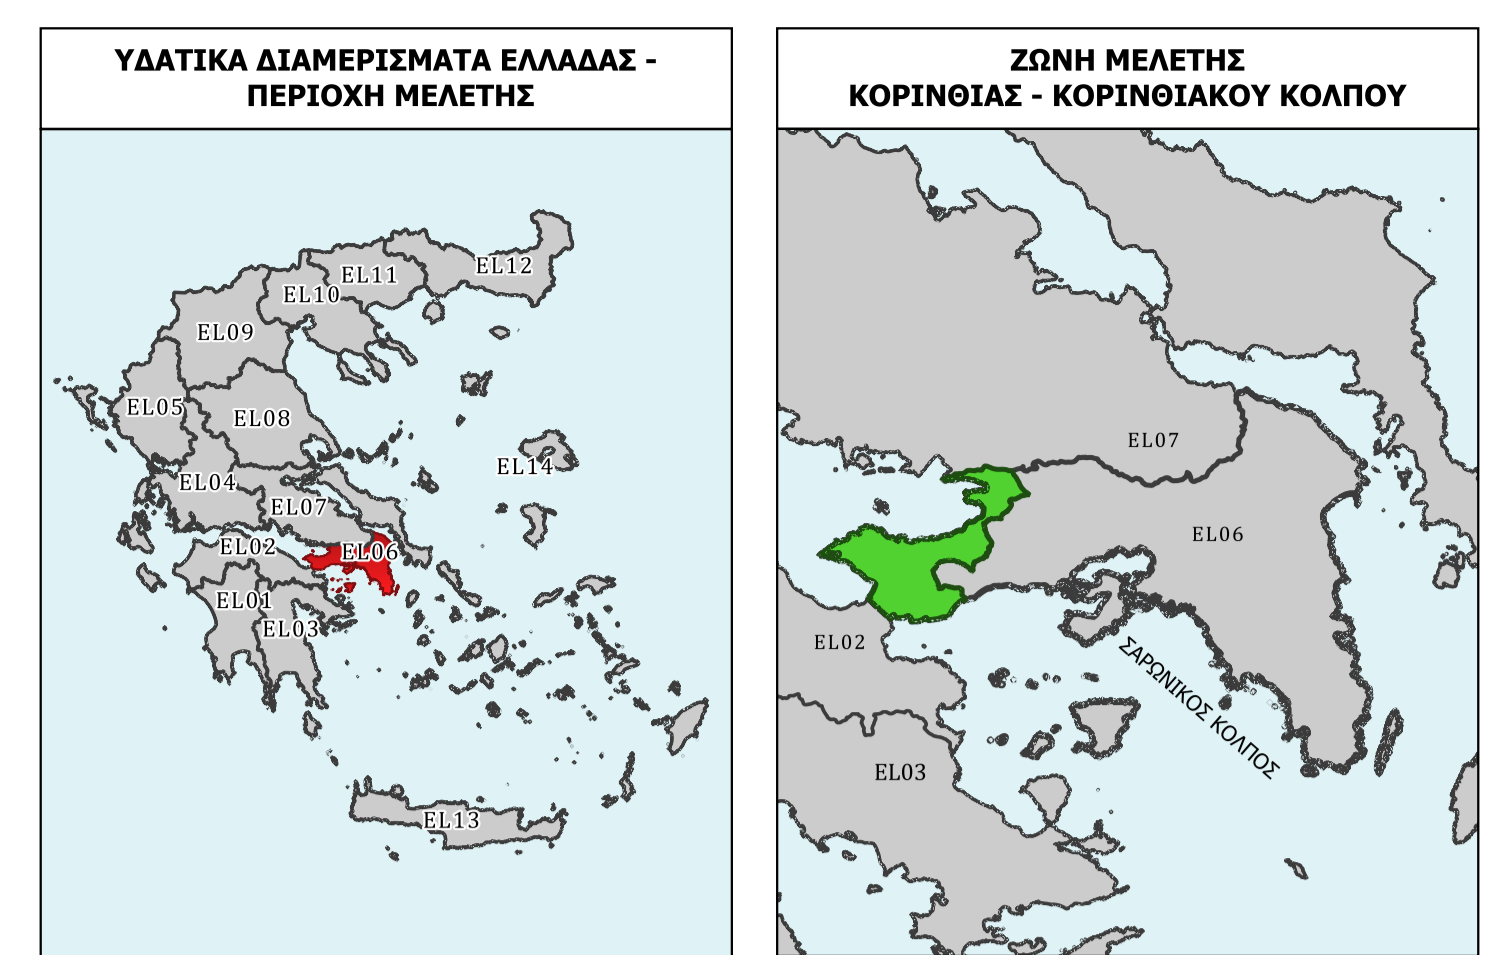 ΥΔΑΤΙΚΑ ΔΙΑΜΕΡΙΣΜΑΤΑ ΕΛΛΑΔΑΣ -
ΠΕΡΙΟΧΗ ΜΕΛΕΤΗΣ
EL12
EL11
EL10
EL09
EL05
EL08
EL14
EL04
EL07
EL02
EL06
EL01
EL03
EL13
ΖΩΝΗ ΜΕΛΕΤΗΣ
ΚΟΡΙΝΘΙΑΣ - ΚΟΡΙΝΘΙΑΚΟΥ ΚΟΛΠΟΥ
EL07
EL06
EL02
ΣΑΡΩΝΙΚΟΣ ΚΟΛΠΟΣ
EL03